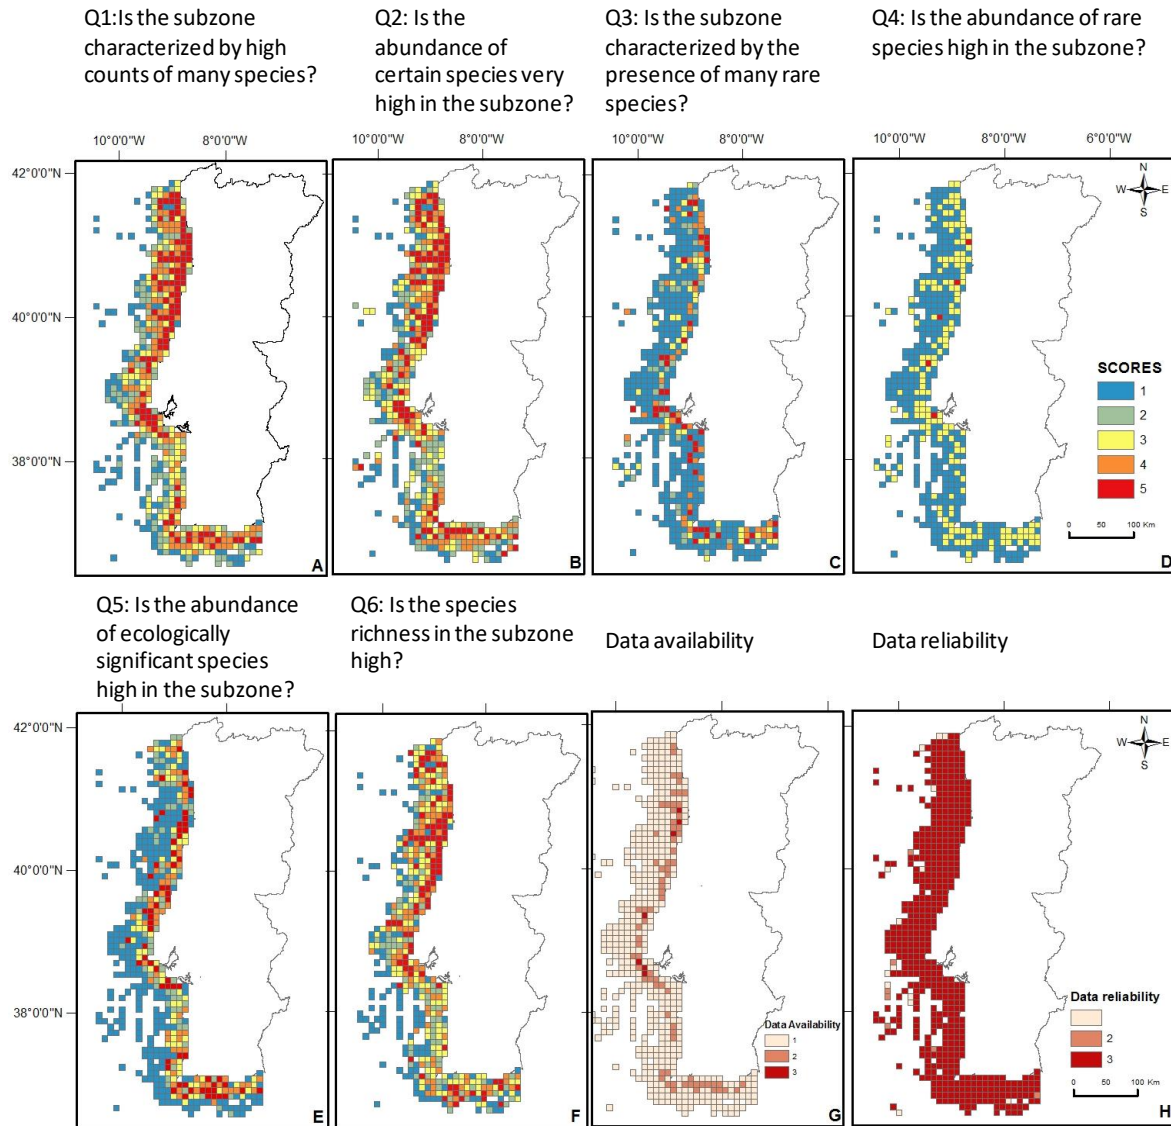 Q1:Is the subzone
characterized by high
counts of many species?
Q2: Is the
abundance of
certain species very
high in the subzone?
Q3: Is the subzone
characterized by the
presence of many rare
species?
Q4: Is the abundance of rare
species high in the subzone?
10°0'0"W 8°0'0"W
10°0'0"W 8°0'0"W
10°0'0"W 8°0'0"W
10°0'0"W 8°0'0"W 6°0'0"W
42°0'0"N
40°0'0"N
38°0'0"N
A
B
C
N
W E
S
SCORES
1
2
3
4
5
0 50 100 Km
D
Q5: Is the abundance
of ecologically
significant species
high in the subzone?
Q6: Is the species
richness in the subzone
high?
Data availability
Data reliability
42°0'0"N
40°0'0"N
38°0'0"N
E
F
Data Availability
1
2
3
G
N
W E
S
Data reliability
2
3
0 50 100 Km
H